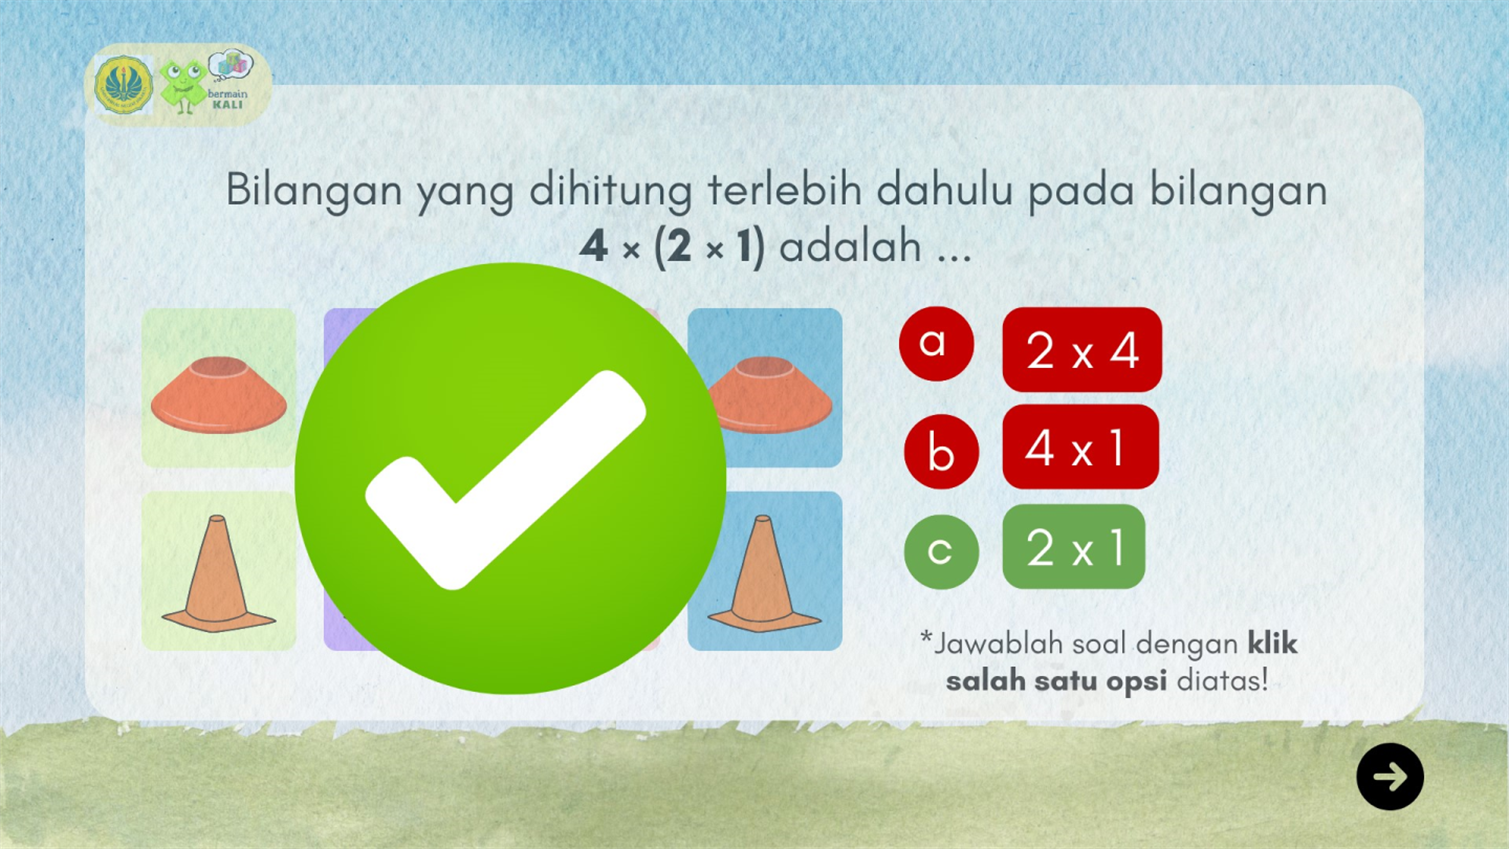 bermain
KALI
Bilangan yang dihitung terlebih dahulu pada bilangan
4 × (2 × 1) adalah ...
a 2 x 4
b 4 x 1
c 2 x 1
*Jawablah soal dengan klik
salah satu opsi diatas!